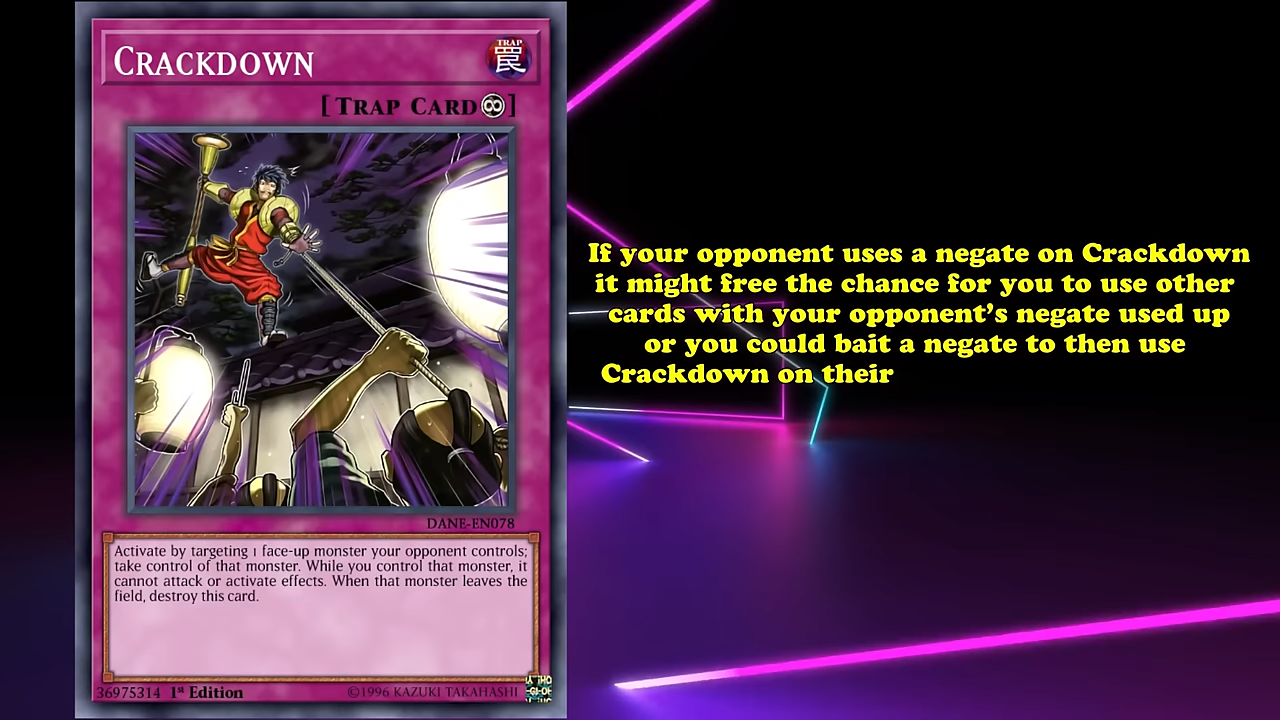 CRACKDOWN
TRAP
罠
[TRAP CARD♾]
DANE-EN078
Activate by targeting 1 face-up monster your opponent controls;
take control of that monster. While you control that monster, it
cannot attack or activate effects. When that monster leaves the
field, destroy this card.
36975314 1st Edition
©1996 KAZUKI TAKAHASHI
If your opponent uses a negate on Crackdown
it might free the chance for you to use other
cards with your opponent's negate used up
or you could bait a negate to then use
Crackdown on their